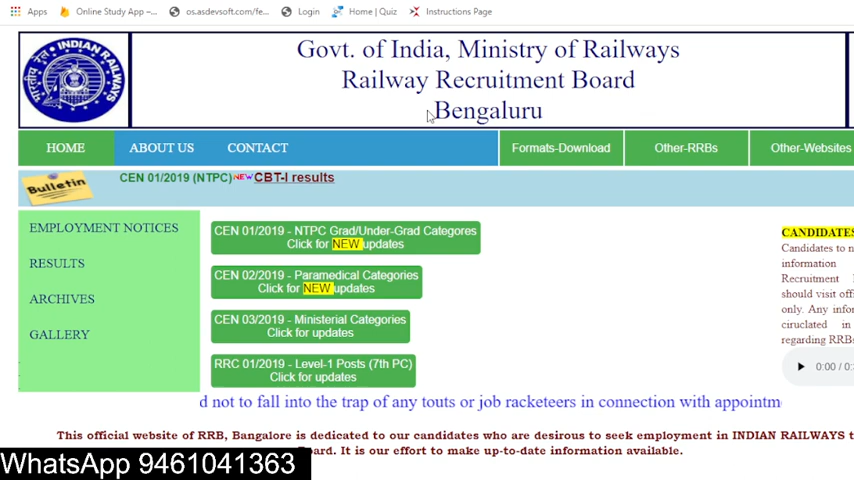 Apps
Online Study App –...
os.asdevsoft.com/fe...
Login
Home | Quiz
Instructions Page
INDIAN RAILWAYS
भारतीय रेल
Govt. of India, Ministry of Railways
Railway Recruitment Board
Bengaluru
HOME
ABOUT US
CONTACT
Formats-Download
Other-RRBs
Other-Websites
Bulletin
CEN 01/2019 (NTPC)NEW CBT-I results
EMPLOYMENT NOTICES
RESULTS
ARCHIVES
GALLERY
CEN 01/2019 - NTPC Grad/Under-Grad Categores
Click for NEW updates
CEN 02/2019 - Paramedical Categories
Click for NEW updates
CEN 03/2019 - Ministerial Categories
Click for updates
RRC 01/2019 - Level-1 Posts (7th PC)
Click for updates
CANDIDATES
Candidates to n
information
Recruitment
should visit offi
only. Any infor
ciruclated in
regarding RRBs
0:00 / 0:
d not to fall into the trap of any touts or job racketeers in connection with appointm
This official website of RRB, Bangalore is dedicated to our candidates who are desirous to seek employment in INDIAN RAILWAYS t
oard. It is our effort to make up-to-date information available.
WhatsApp 9461041363